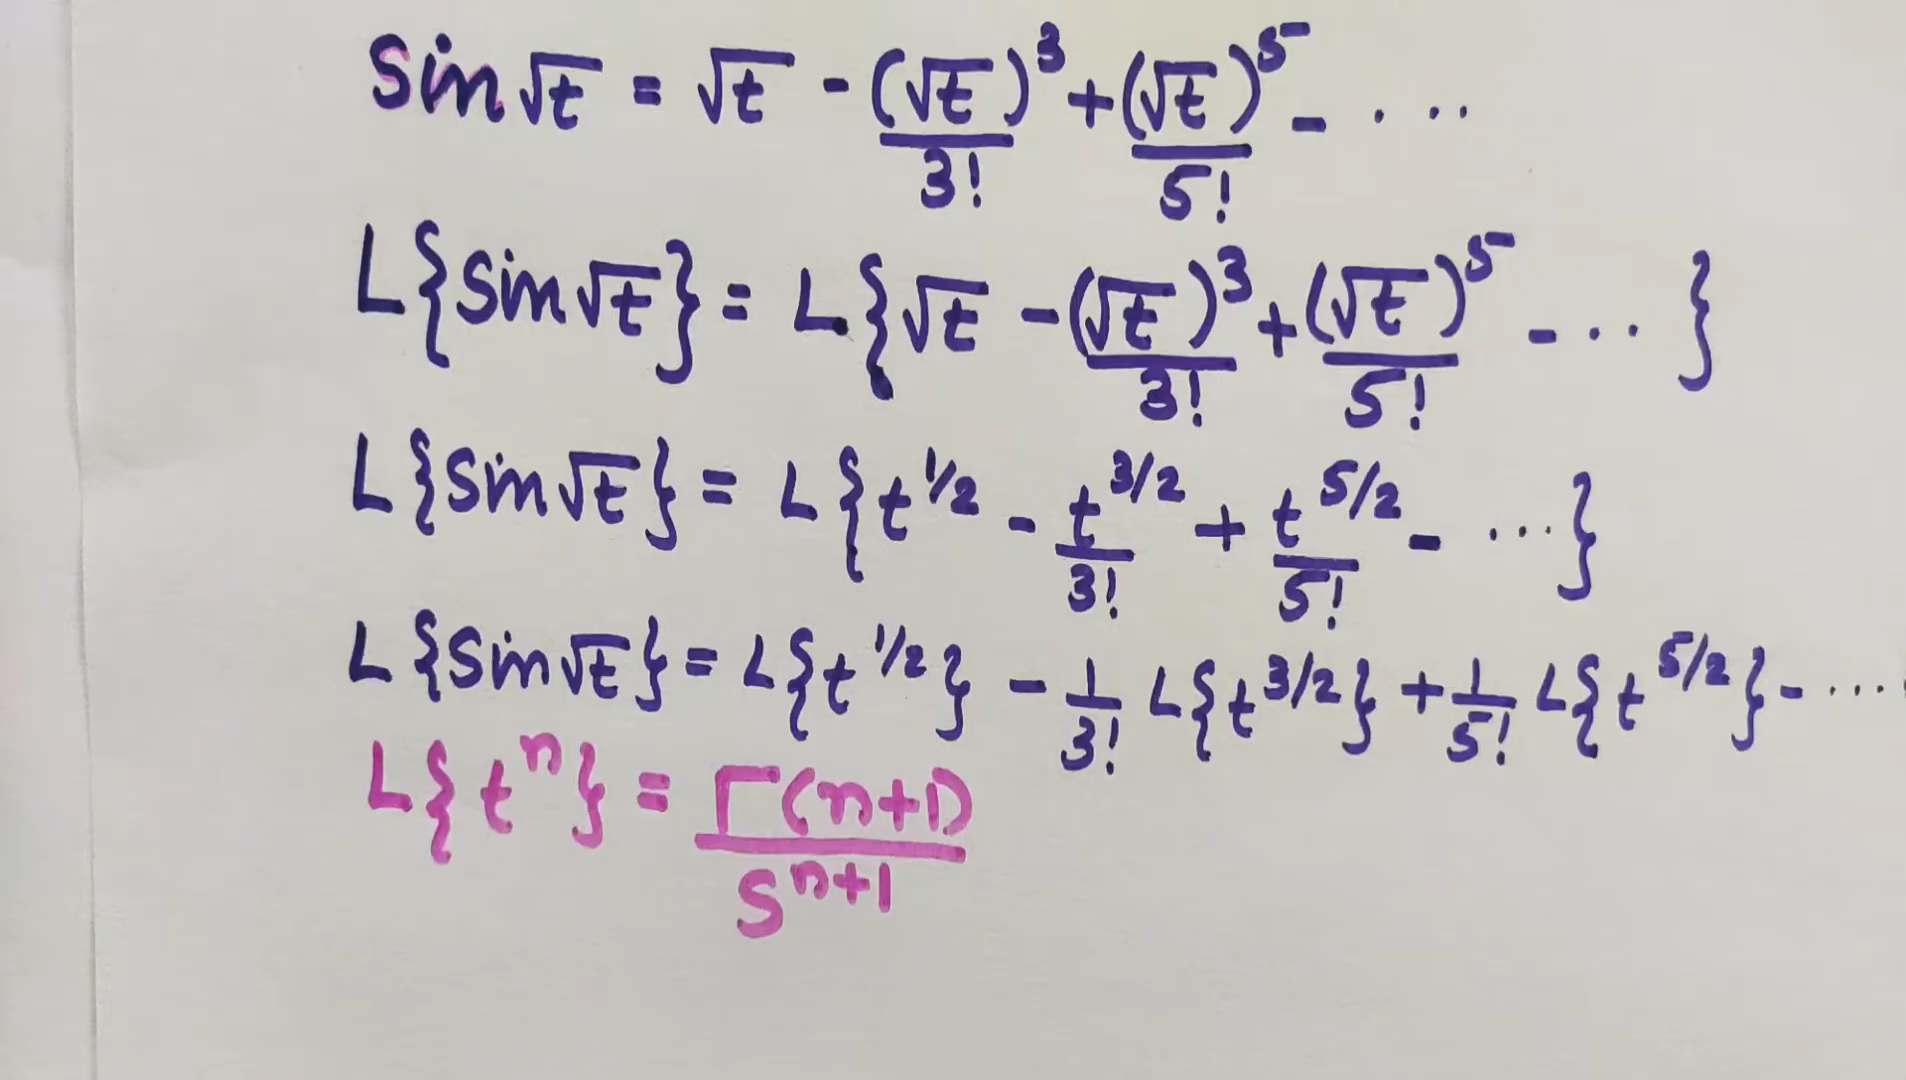 Sin√t = √t - (√t)³/3! + (√t)⁵/5! - ....
L{Sin√t} = L{√t - (√t)³/3! + (√t)⁵/5! - ... }
L{Sin√t} = L{t^1/2 - t^3/2/3! + t^5/2/5! - ....}
L{Sin√t} = L{t^1/2} - 1/3! L{t^3/2} + 1/5! L{t^5/2} - ....
L{t^n} = Γ(n+1)/S^n+1